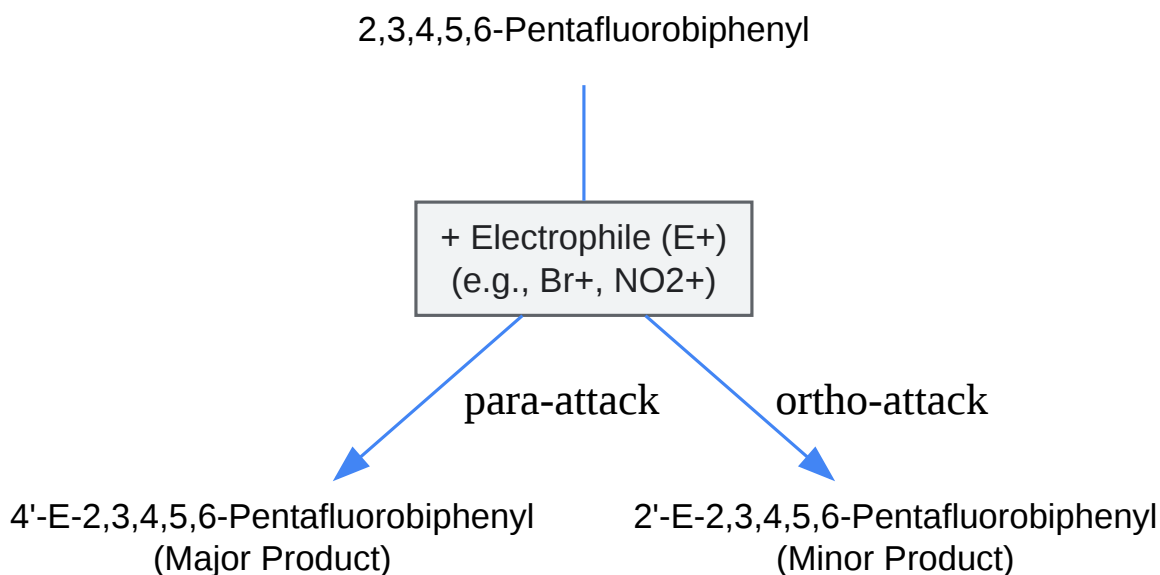 2,3,4,5,6-Pentafluorobiphenyl
+ Electrophile (E+)
(e.g., Br+, NO2+)
para-attack
ortho-attack
4'-E-2,3,4,5,6-Pentafluorobiphenyl
(Major Product)
2'-E-2,3,4,5,6-Pentafluorobiphenyl
(Minor Product)